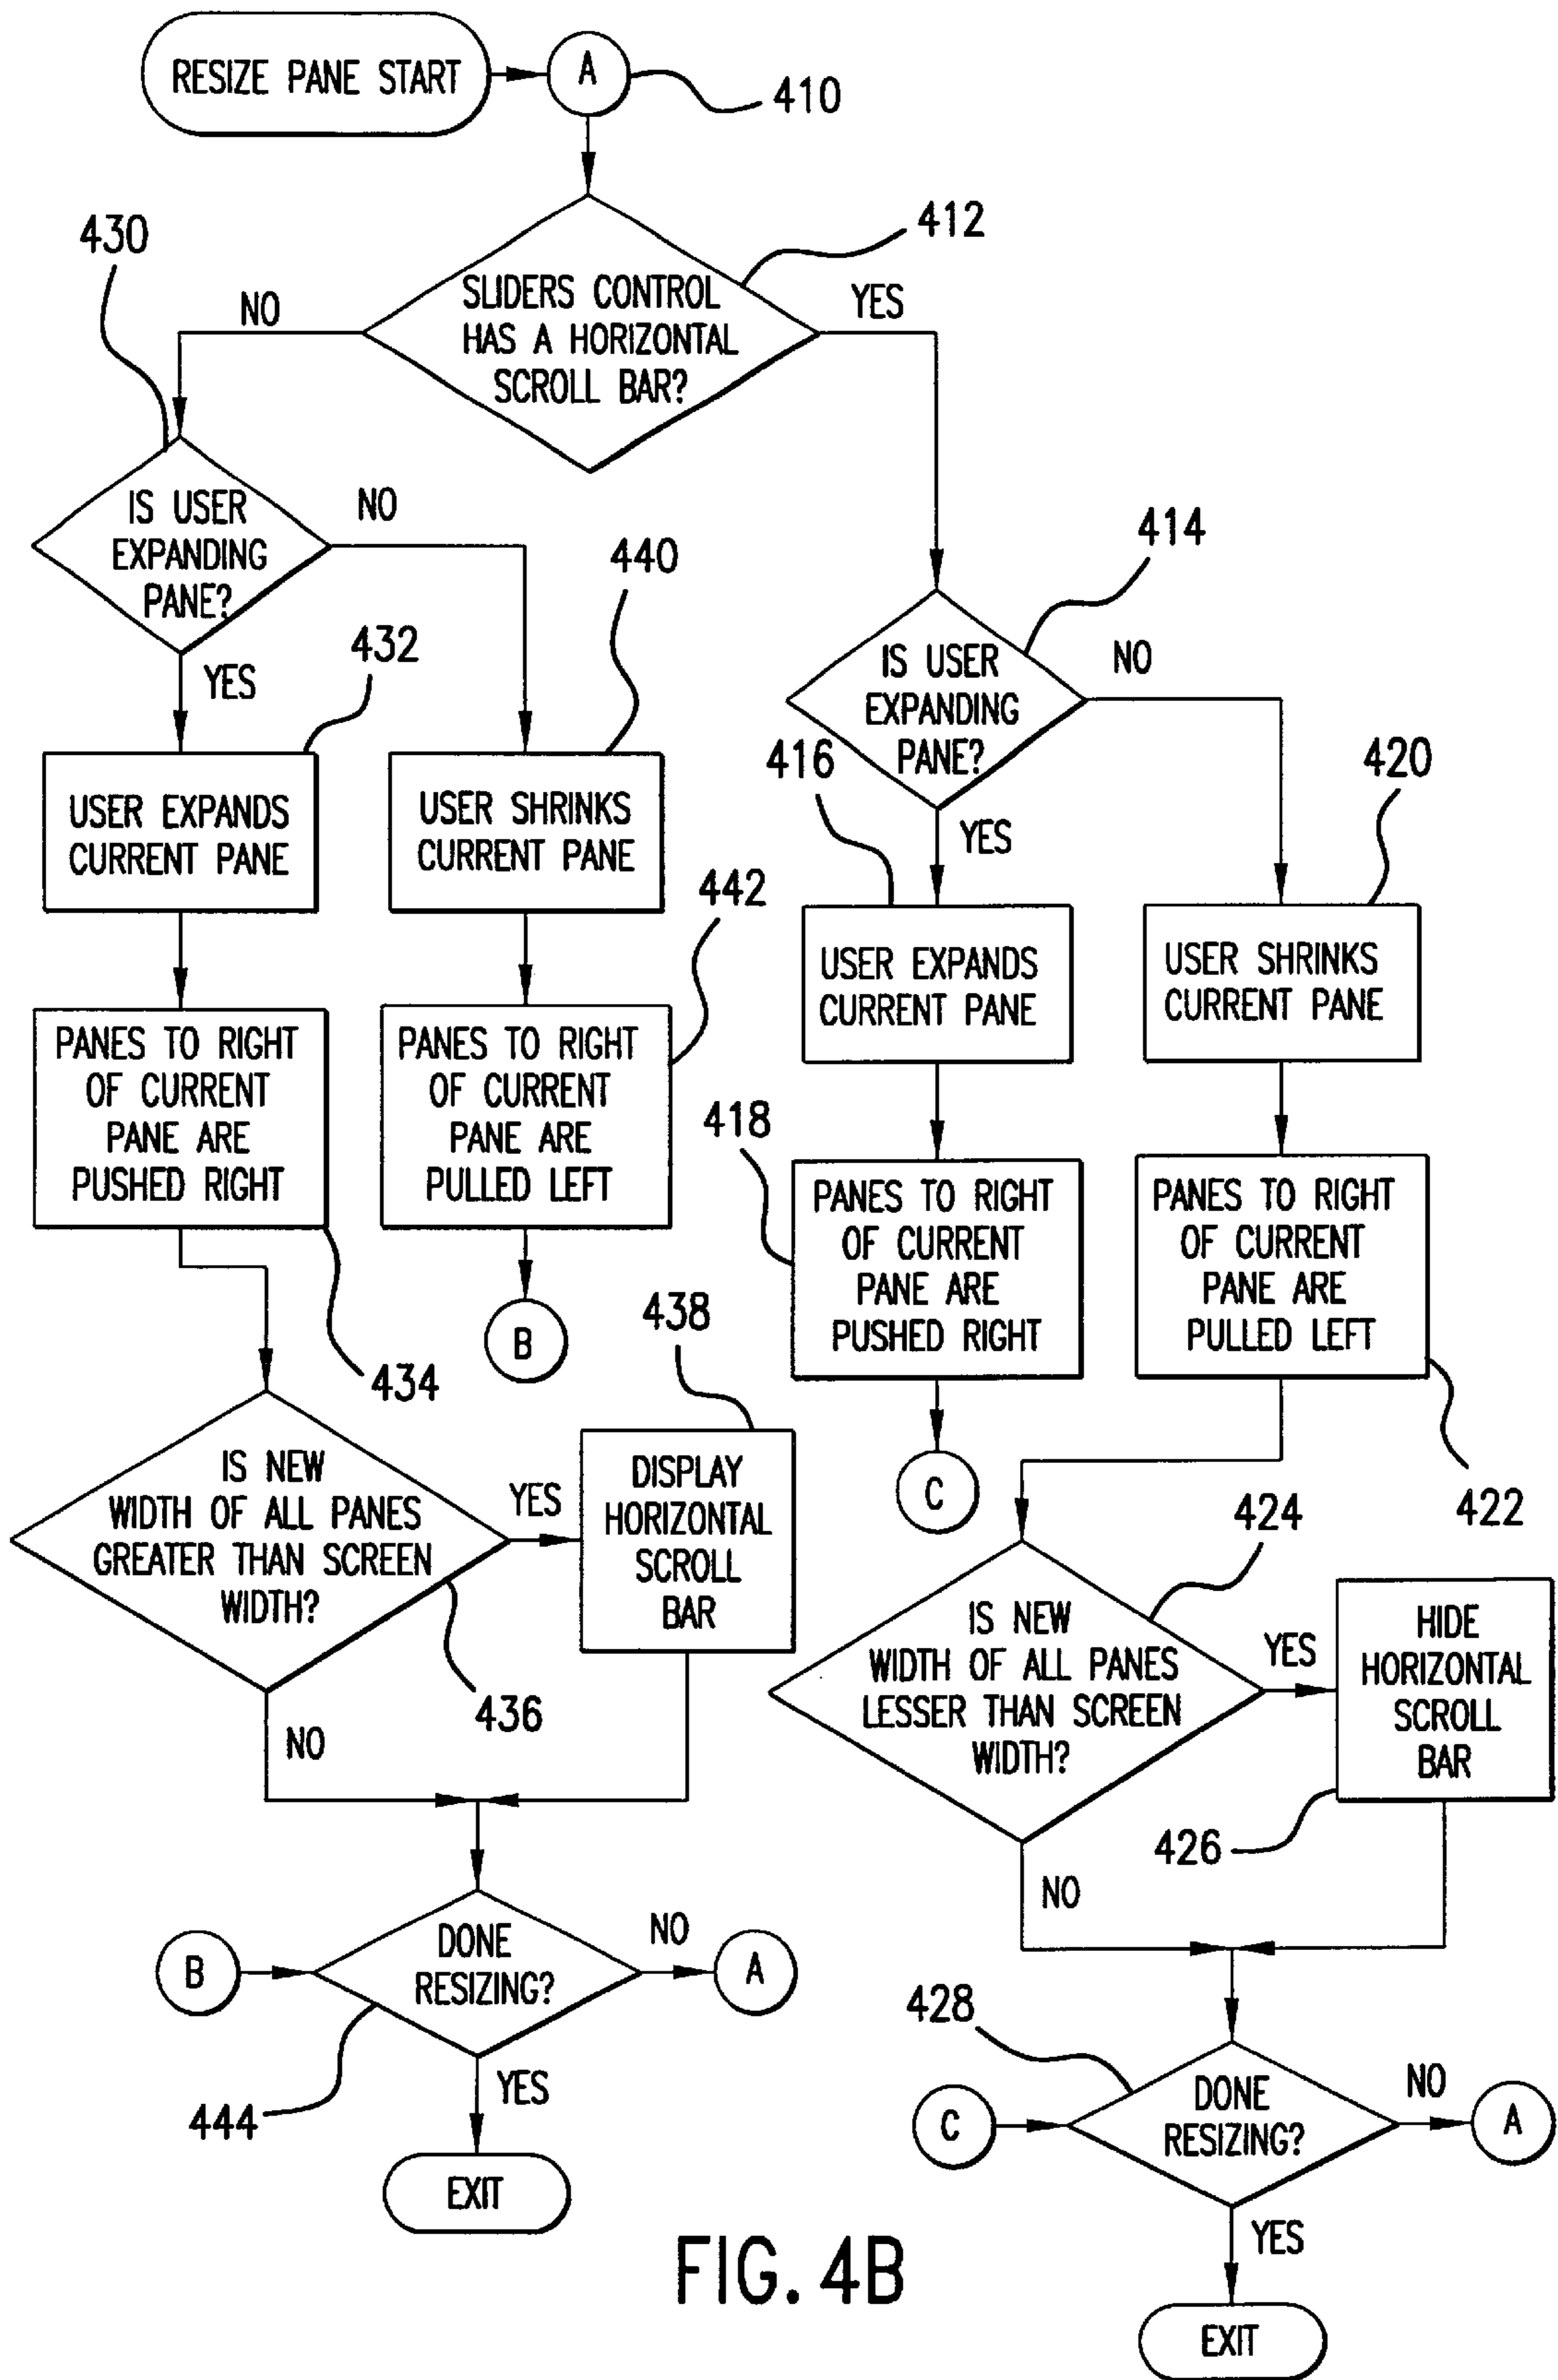 RESIZE PANE START
A
410
412
SLIDERS CONTROL
HAS A HORIZONTAL
SCROLL BAR?
NO
YES
430
IS USER
EXPANDING
PANE?
NO
YES
432
440
414
IS USER
EXPANDING
PANE?
NO
YES
416
420
USER EXPANDS
CURRENT PANE
USER SHRINKS
CURRENT PANE
442
USER EXPANDS
CURRENT PANE
USER SHRINKS
CURRENT PANE
PANES TO RIGHT
OF CURRENT
PANE ARE
PUSHED RIGHT
434
PANES TO RIGHT
OF CURRENT
PANE ARE
PULLED LEFT
B
418
PANES TO RIGHT
OF CURRENT
PANE ARE
PUSHED RIGHT
C
PANES TO RIGHT
OF CURRENT
PANE ARE
PULLED LEFT
422
438
IS NEW
WIDTH OF ALL PANES
GREATER THAN SCREEN
WIDTH?
YES
DISPLAY
HORIZONTAL
SCROLL
BAR
436
NO
424
IS NEW
WIDTH OF ALL PANES
LESSER THAN SCREEN
WIDTH?
YES
HIDE
HORIZONTAL
SCROLL
BAR
426
NO
B
DONE
RESIZING?
NO
A
444
YES
EXIT
428
C
DONE
RESIZING?
NO
A
YES
EXIT
FIG. 4B